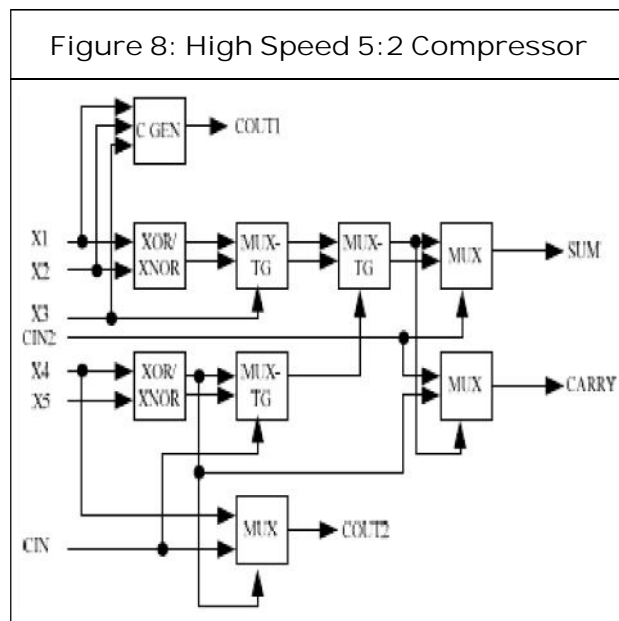 Figure 8: High Speed 5:2 Compressor
C GEN
COUT1
X1
X2
X3
CIN2
X4
X5
CIN
XOR/
XNOR
MUX-
TG
MUX-
TG
MUX
SUM
XOR/
XNOR
MUX-
TG
MUX
CARRY
MUX
COUT2